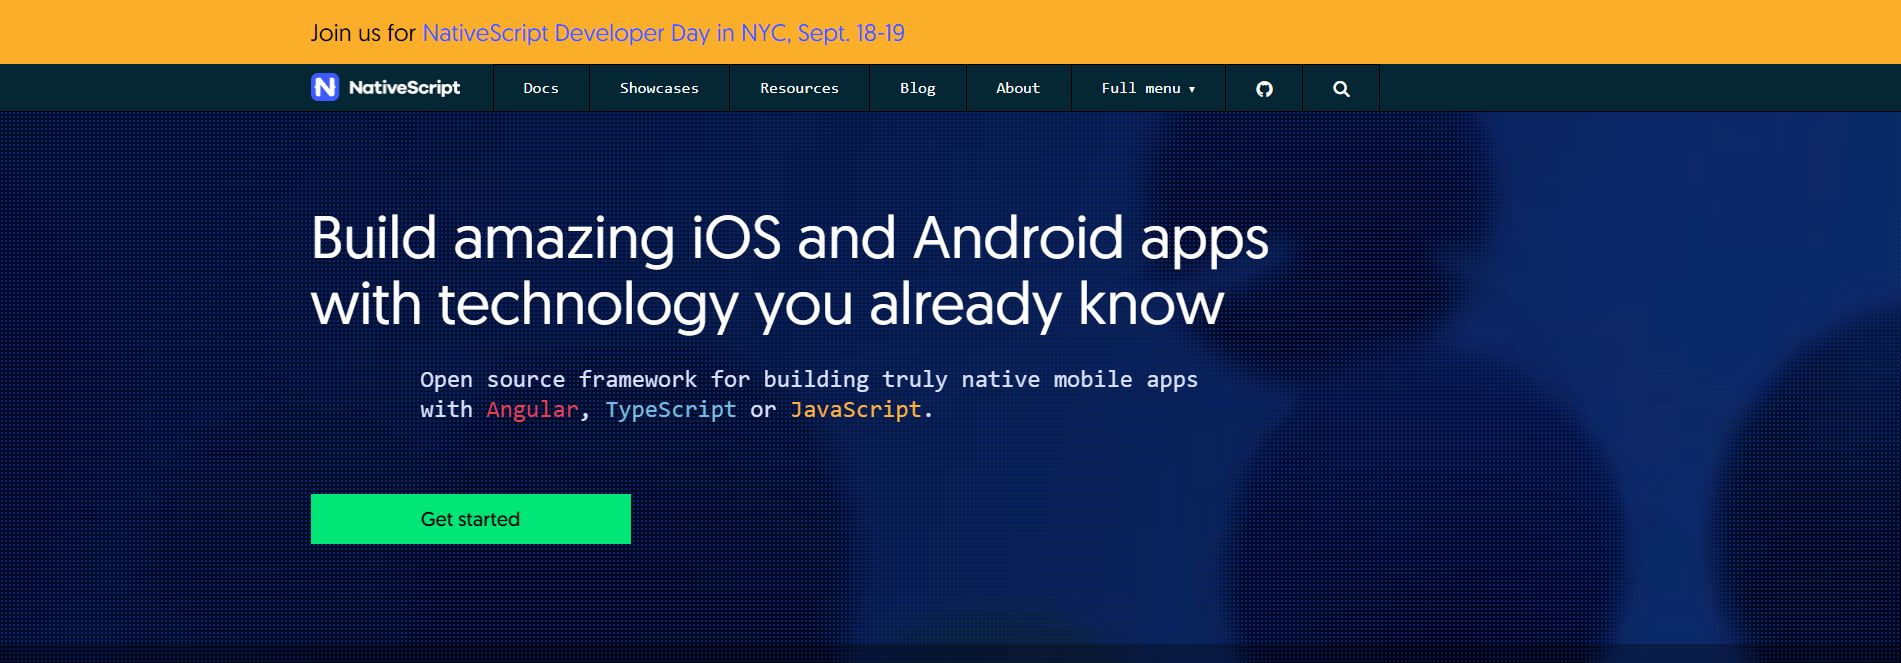 Join us for NativeScript Developer Day in NYC, Sept. 18-19
N NativeScript Docs Showcases Resources Blog About Full menu ▾
Build amazing iOS and Android apps
with technology you already know
Open source framework for building truly native mobile apps
with Angular, TypeScript or JavaScript.
Get started